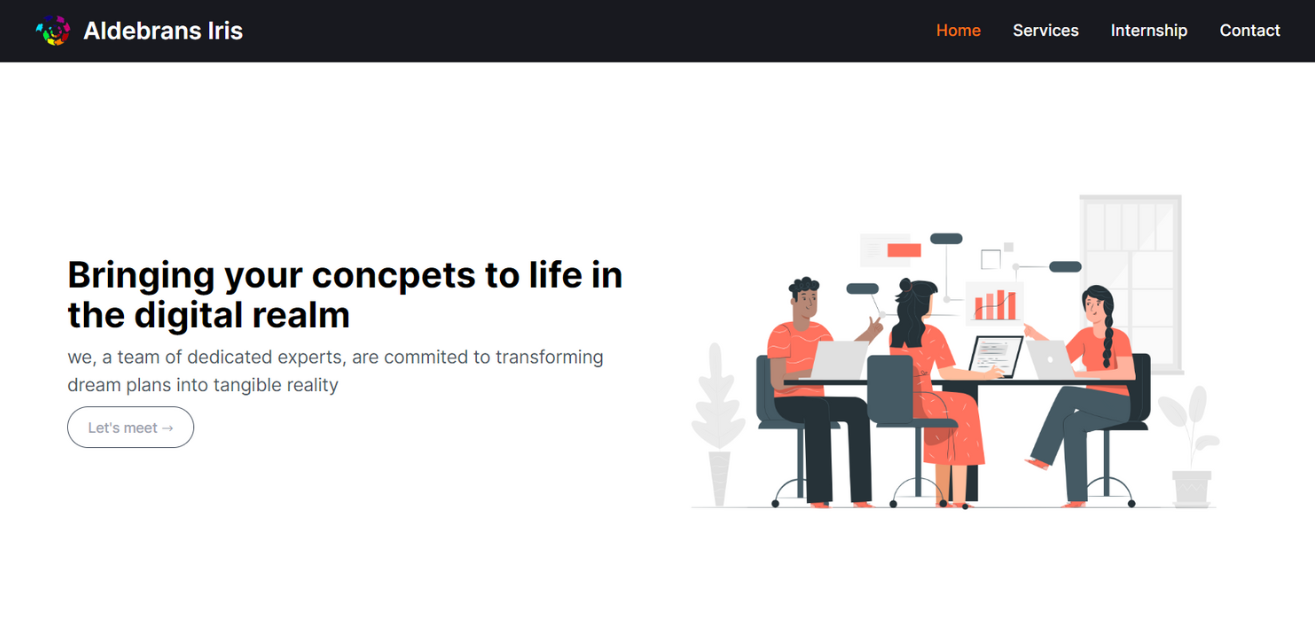 Aldebrans Iris
Home Services Internship Contact
Bringing your concpets to life in
the digital realm
we, a team of dedicated experts, are commited to transforming
dream plans into tangible reality
Let's meet →